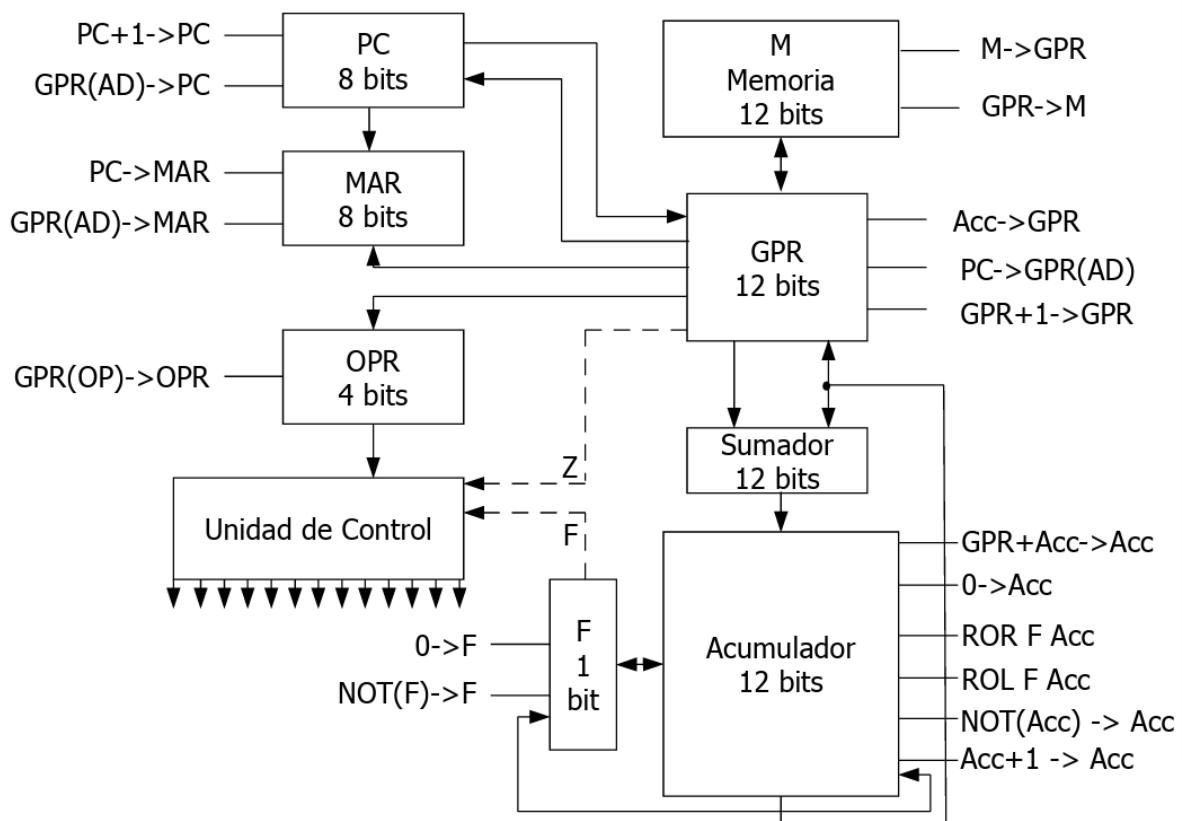 PC+1->PC
GPR(AD)->PC
PC
8 bits
M
Memoria
12 bits
M->GPR
GPR->M
PC->MAR
GPR(AD)->MAR
MAR
8 bits
GPR
12 bits
Acc->GPR
PC->GPR(AD)
GPR+1->GPR
GPR(OP)->OPR
OPR
4 bits
Sumador
12 bits
Z
F
Unidad de Control
0->F
NOT(F)->F
F
1
bit
Acumulador
12 bits
GPR+Acc->Acc
0->Acc
ROR F Acc
ROL F Acc
NOT(Acc) -> Acc
Acc+1 -> Acc